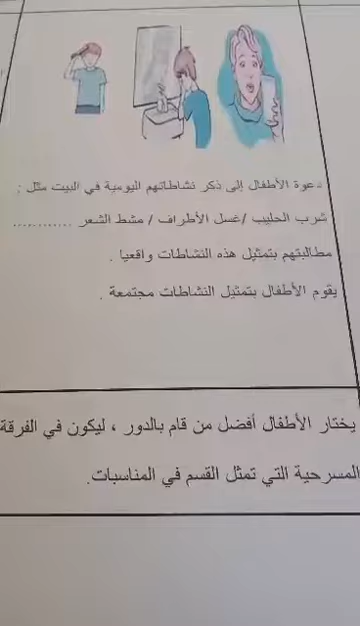 دعوة الأطفال إلى ذكر نشاطاتهم اليومية في البيت مثل :
شرب الحليب /غسل الأطراف / مشط الشعر ............
مطالبتهم بتمثيل هذه النشاطات واقعيا .
يقوم الأطفال بتمثيل النشاطات مجتمعة .
يختار الأطفال أفضل من قام بالدور ، ليكون في الفرقة
المسرحية التي تمثل القسم في المناسبات.